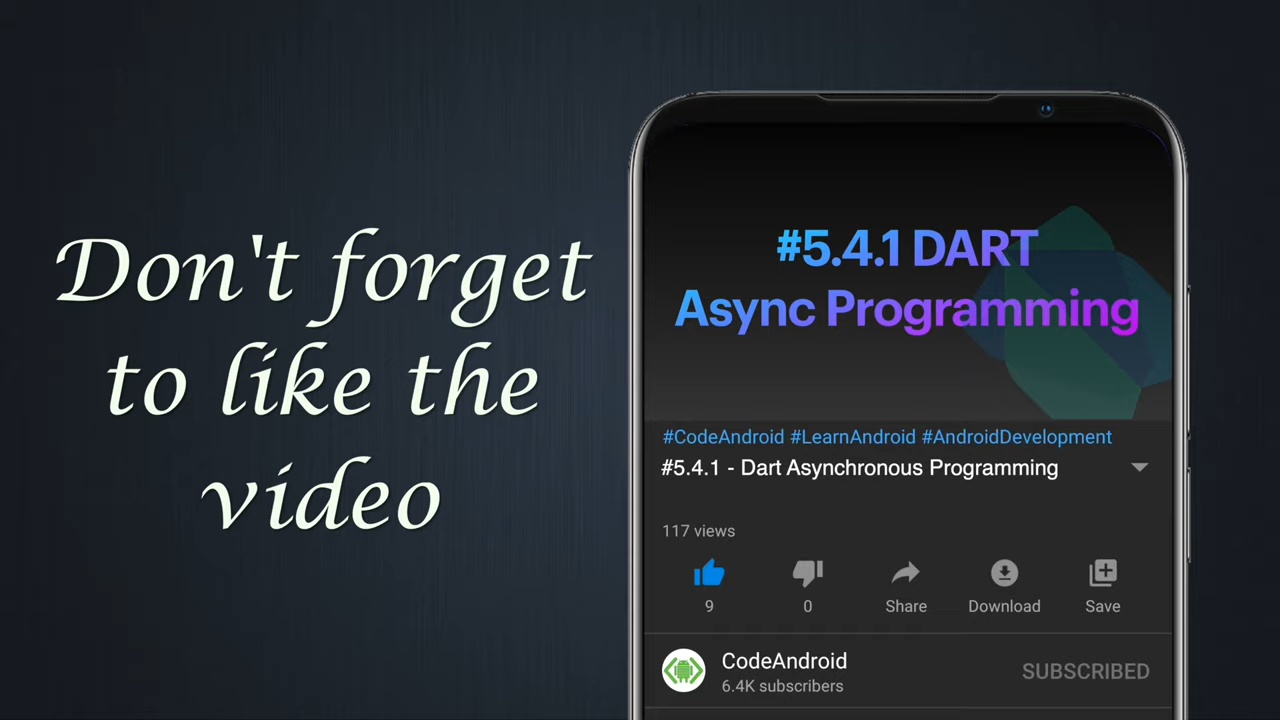 Don't forget
to like the
video
#5.4.1 DART
Async Programming
#CodeAndroid #LearnAndroid #AndroidDevelopment
#5.4.1 - Dart Asynchronous Programming
117 views
9
0
Share
Download
Save
CodeAndroid
6.4K subscribers
SUBSCRIBED